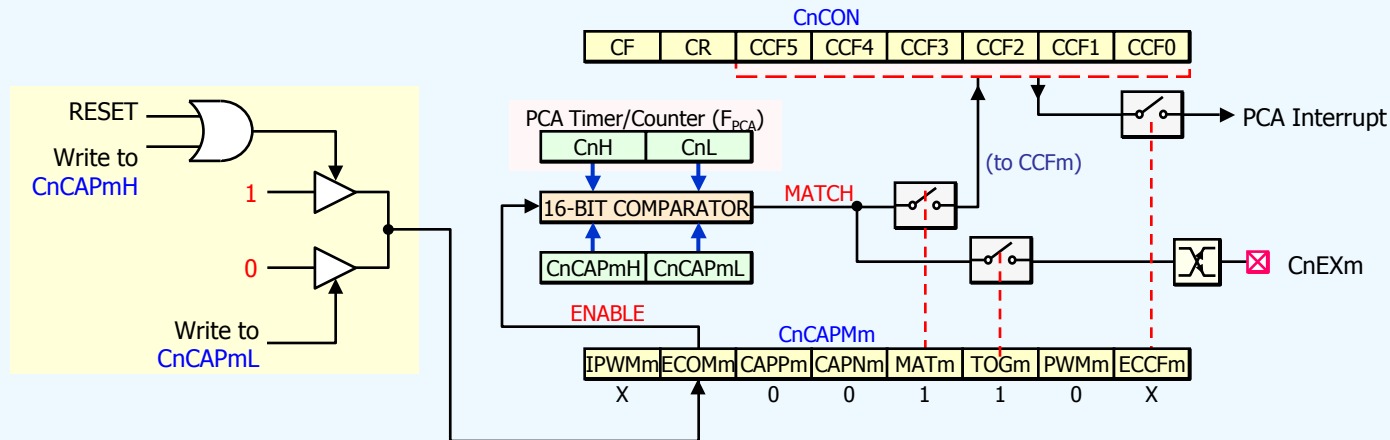 CnCON
CF CR CCF5 CCF4 CCF3 CCF2 CCF1 CCF0
RESET
Write to
CnCAPmH
1
0
Write to
CnCAPmL
PCA Timer/Counter (FPCA)
CnH CnL
16-BIT COMPARATOR
CnCAPmH CnCAPmL
MATCH
(to CCFm)
PCA Interrupt
CnEXm
ENABLE
CnCAPMm
IPWMm ECOMm CAPPm CAPNm MATm TOGm PWMm ECCFm
X 0 0 1 1 0 X